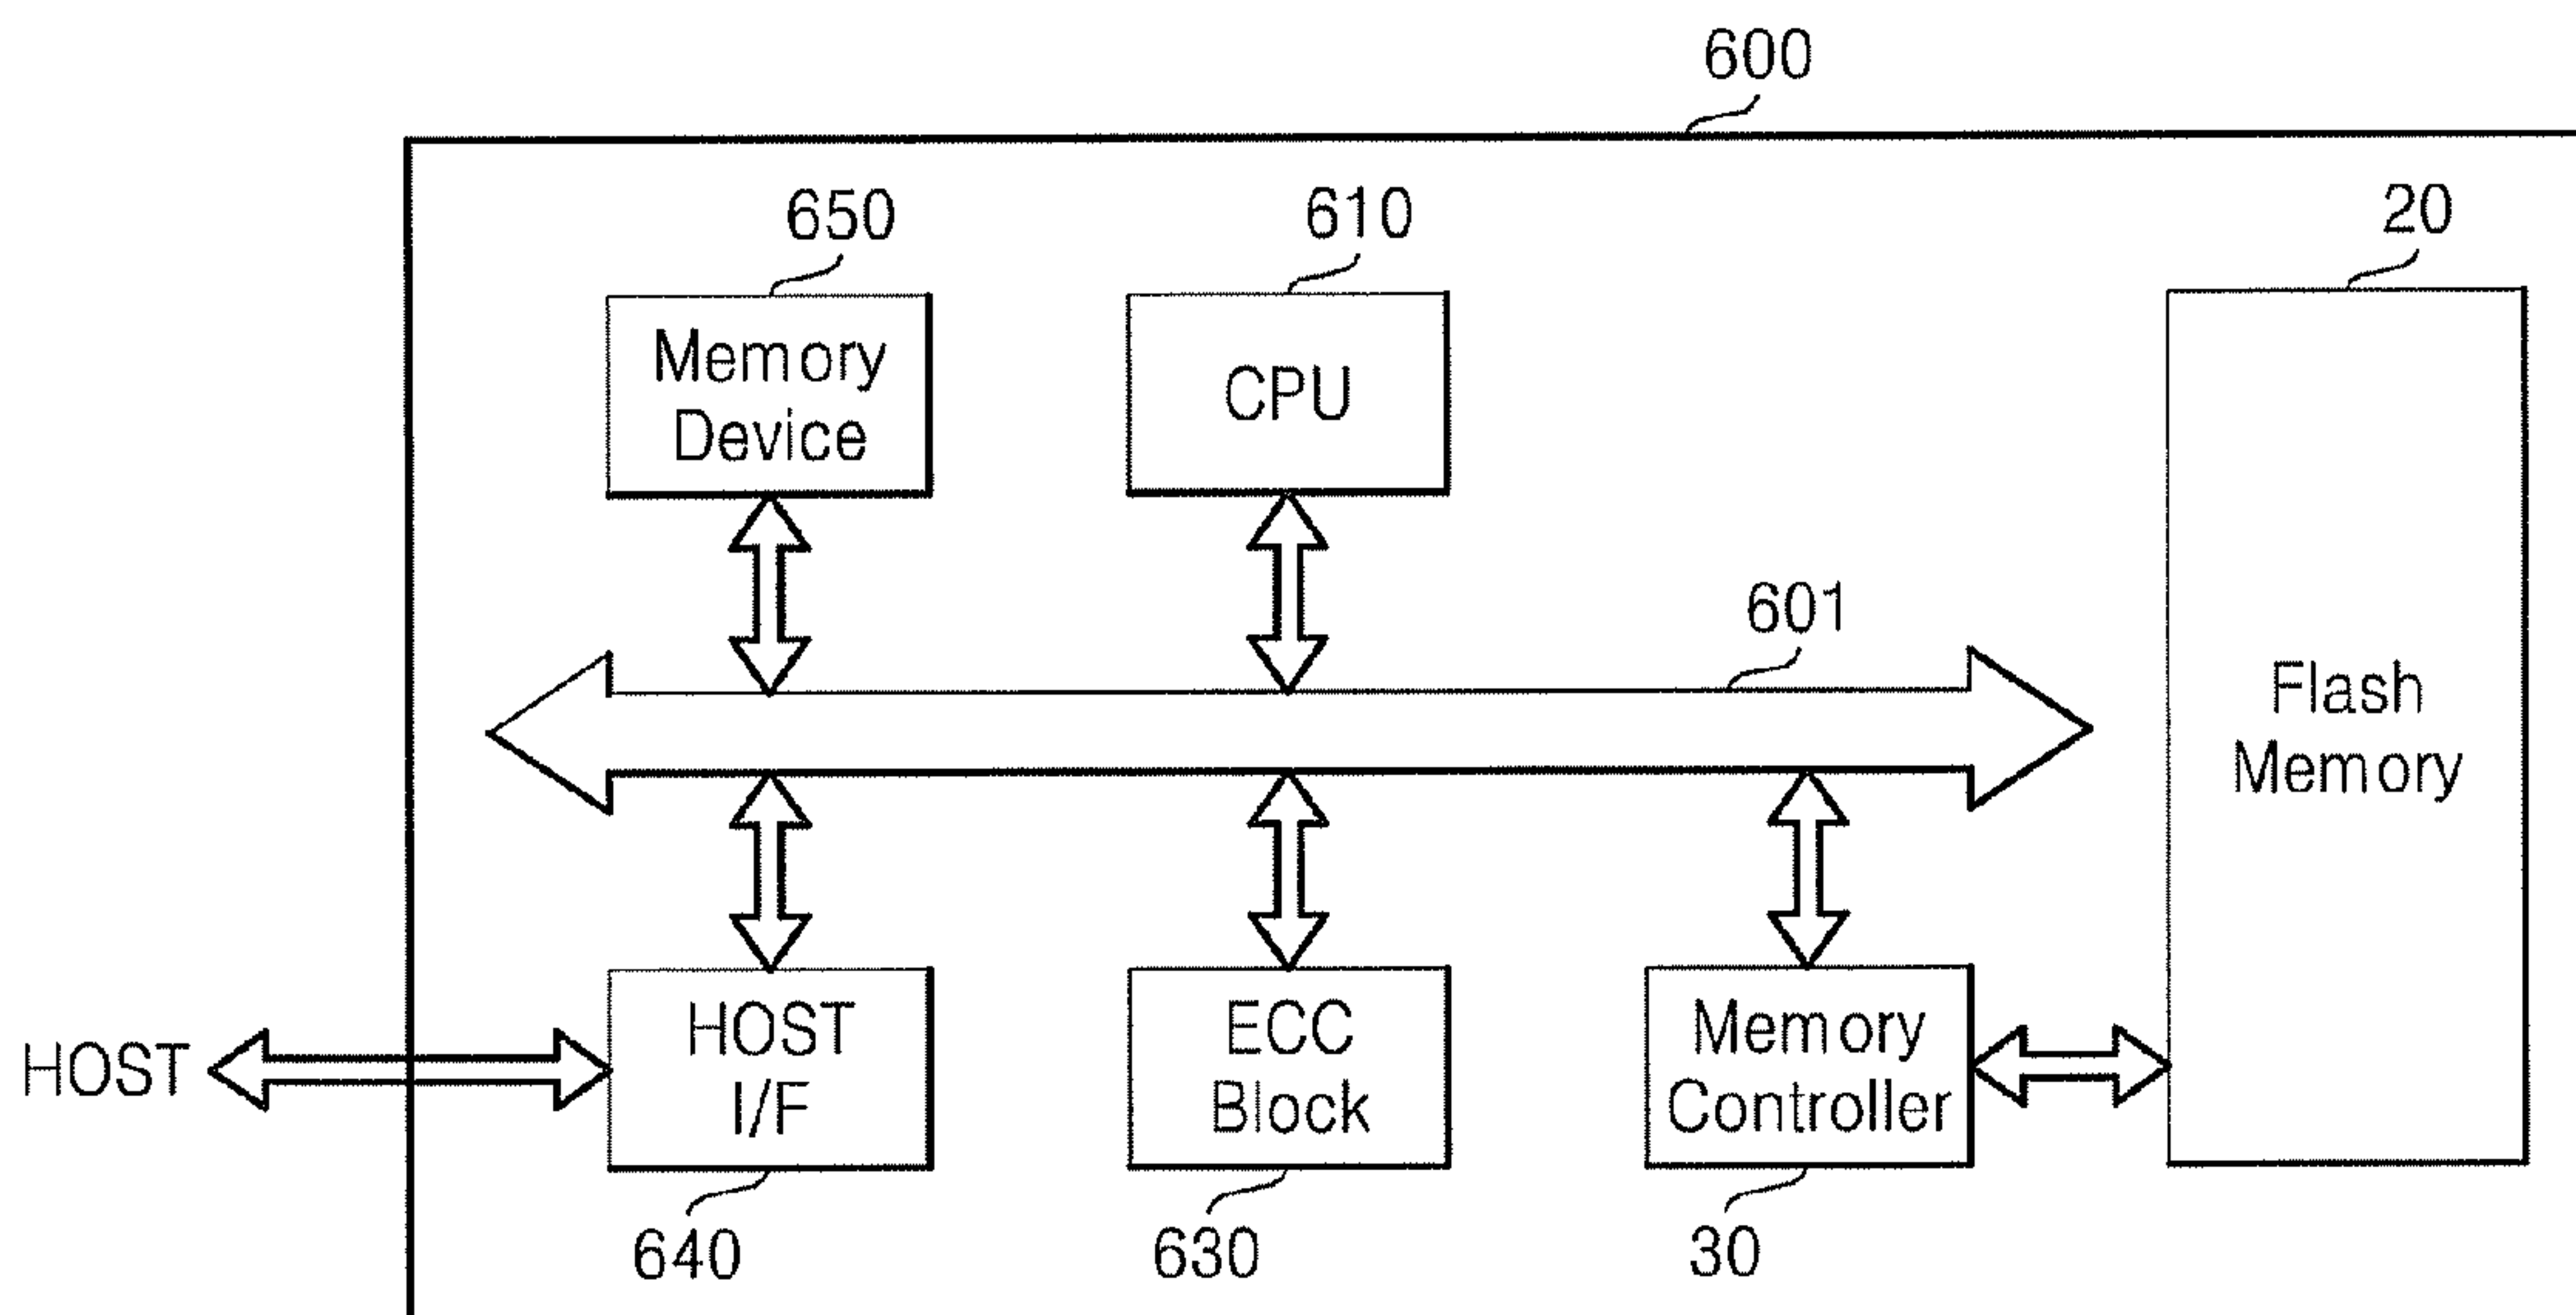 600
650
610
20
Memory
Device
CPU
601
Flash
Memory
HOST
HOST
I/F
ECC
Block
Memory
Controller
640
630
30